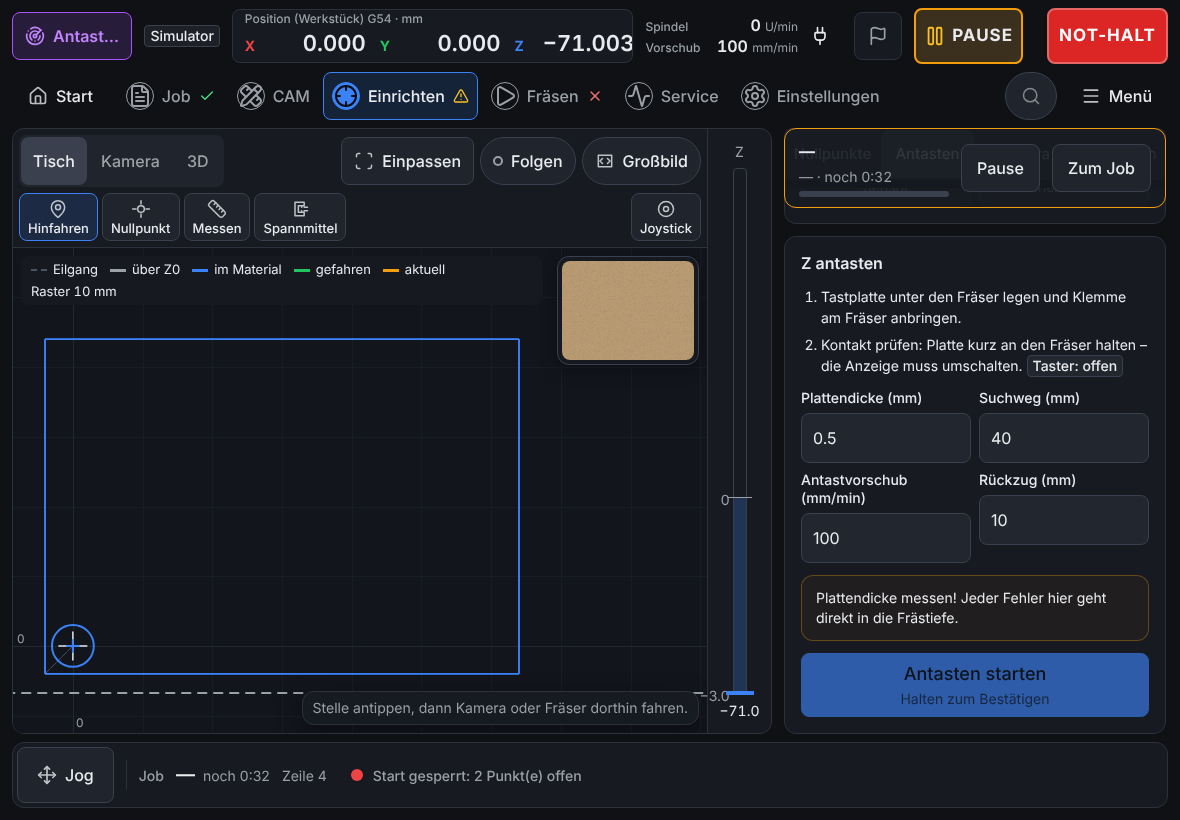 Antast...
Simulator
Position (Werkstück) G54 · mm
X 0.000 Y 0.000 Z −71.003
Spindel 0 U/min
Vorschub 100 mm/min
PAUSE
NOT-HALT
Start
Job
CAM
Einrichten
Fräsen
Service
Einstellungen
Menü
Tisch
Kamera
3D
Einpassen
Folgen
Großbild
Hinfahren
Nullpunkt
Messen
Spannmittel
Joystick
Eilgang
über Z0
im Material
gefahren
aktuell
Raster 10 mm
0
0
Stelle antippen, dann Kamera oder Fräser dorthin fahren.
Z
0
−3.0
−71.0
Nullpunkte
Antasten
—
— · noch 0:32
Pause
Zum Job
Z antasten
1. Tastplatte unter den Fräser legen und Klemme
am Fräser anbringen.
2. Kontakt prüfen: Platte kurz an den Fräser halten –
die Anzeige muss umschalten. Taster: offen
Plattendicke (mm)
Suchweg (mm)
0.5
40
Antastvorschub
(mm/min)
Rückzug (mm)
100
10
Plattendicke messen! Jeder Fehler hier geht
direkt in die Frästiefe.
Antasten starten
Halten zum Bestätigen
Jog
Job — noch 0:32 Zeile 4
Start gesperrt: 2 Punkt(e) offen